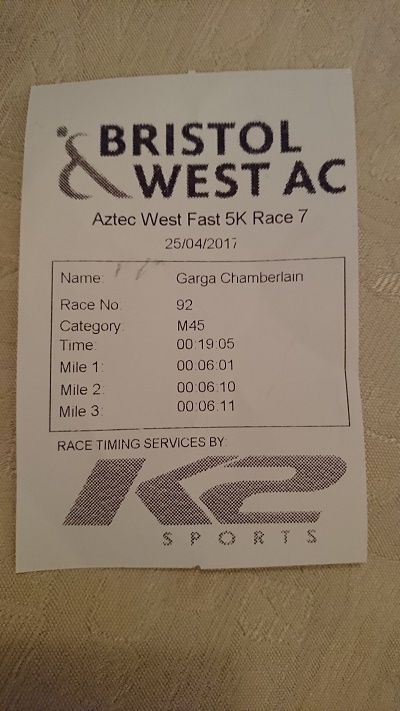 BRISTOL
& WEST AC
Aztec West Fast 5K Race 7
25/04/2017
Name: Garga Chamberlain
Race No. 92
Category: M45
Time: 00:19:05
Mile 1: 00:06:01
Mile 2: 00:06:10
Mile 3: 00:06:11
RACE TIMING SERVICES BY:
K2
SPORTS